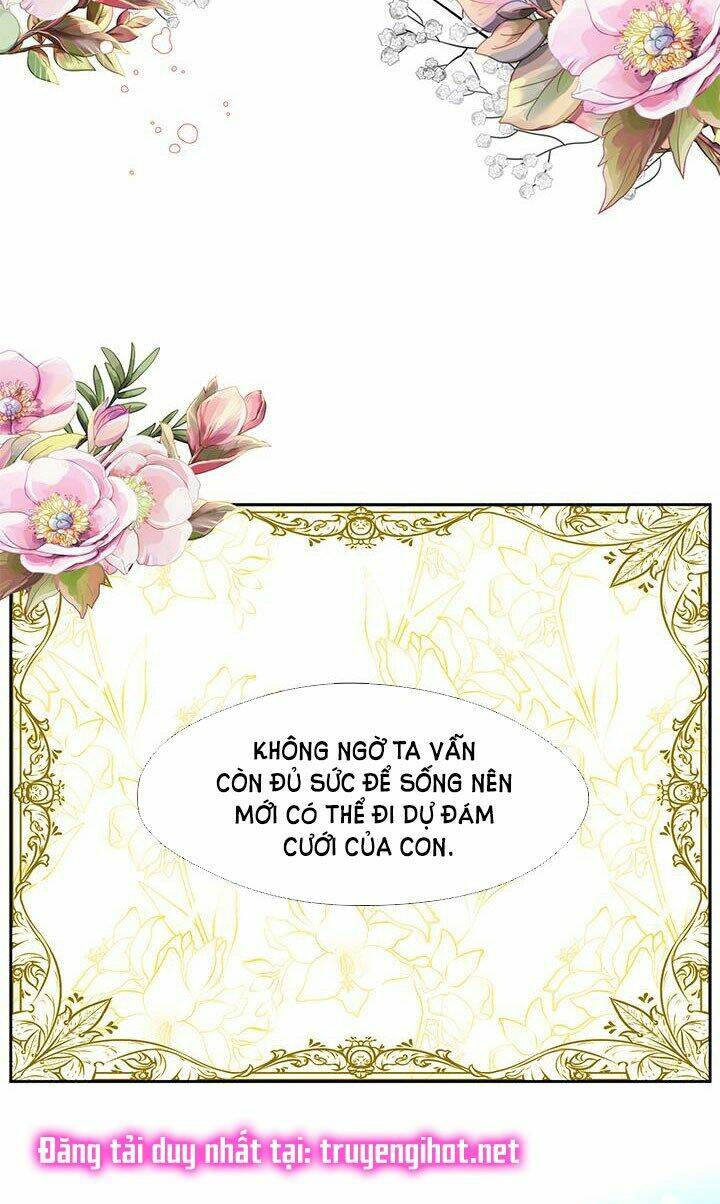 KHÔNG NGỜ TA VẪN
CÒN ĐỦ SỨC ĐỂ SỐNG NÊN
MỚI CÓ THỂ ĐI DỰ ĐÁM
CƯỚI CỦA CON.
Đăng tải duy nhất tại: truyengihot.net